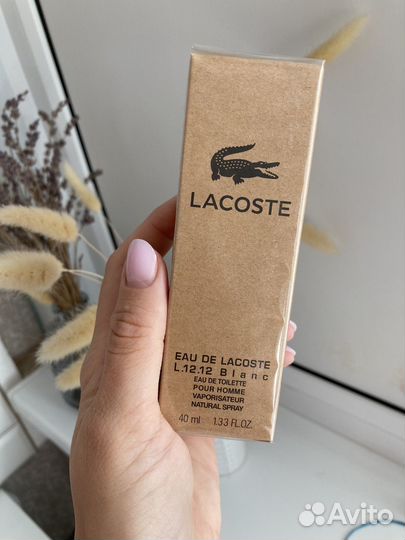 LACOSTE
EAU DE LACOSTE
L.12.12 Blanc
EAU DE TOILETTE
POUR HOMME
VAPORISATEUR
NATURAL SPRAY
40 ml 1.33 FL.OZ.
Avito